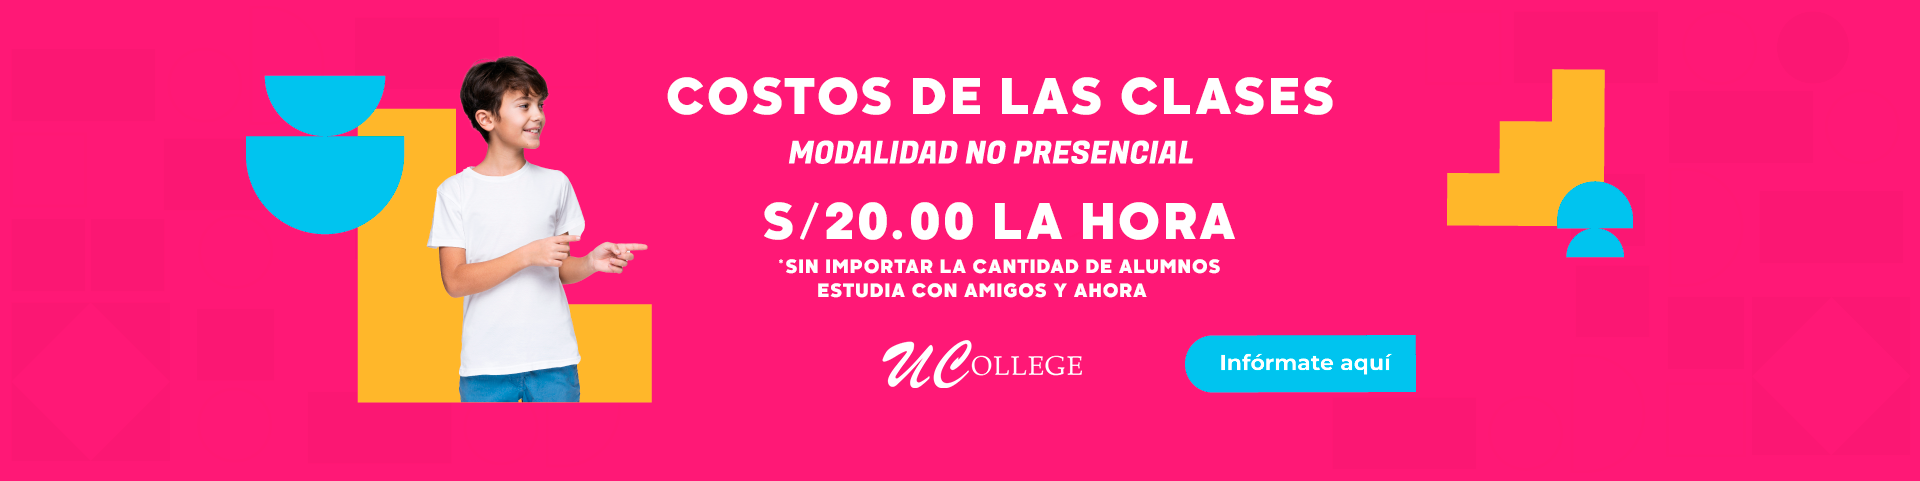 COSTOS DE LAS CLASES
MODALIDAD NO PRESENCIAL
S/20.00 LA HORA
*SIN IMPORTAR LA CANTIDAD DE ALUMNOS
ESTUDIA CON AMIGOS Y AHORA
UCOLLEGE
Infórmate aquí